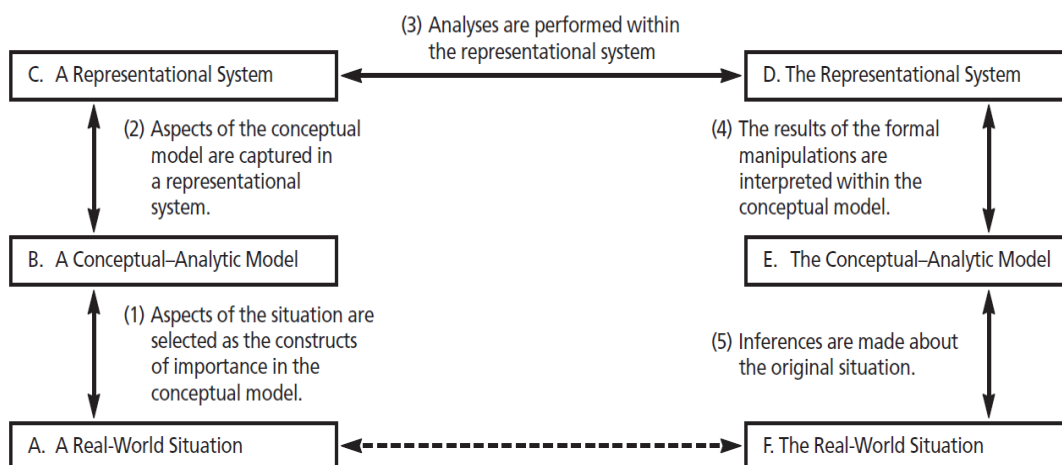 (3) Analyses are performed within
the representational system
C. A Representational System
D. The Representational System
(2) Aspects of the conceptual
model are captured in
a representational
system.
(4) The results of the formal
manipulations are
interpreted within the
conceptual model.
B. A Conceptual–Analytic Model
E. The Conceptual–Analytic Model
(1) Aspects of the situation are
selected as the constructs
of importance in the
conceptual model.
(5) Inferences are made about
the original situation.
A. A Real-World Situation
F. The Real-World Situation